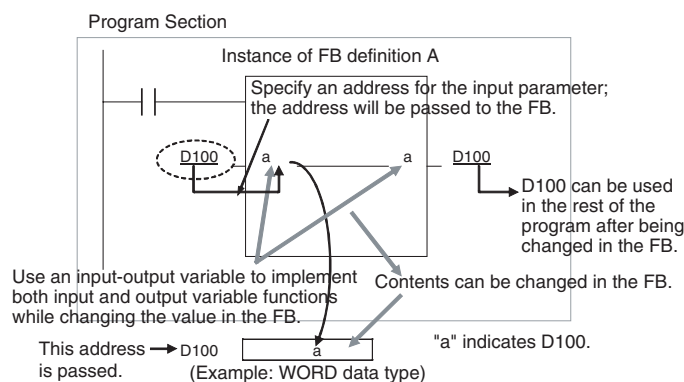 Program Section
Instance of FB definition A
Specify an address for the input parameter;
the address will be passed to the FB.
D100
a
a
D100
D100 can be used
in the rest of the
program after being
changed in the FB.
Use an input-output variable to implement
both input and output variable functions
while changing the value in the FB.
Contents can be changed in the FB.
This address
is passed.
D100
a
"a" indicates D100.
(Example: WORD data type)